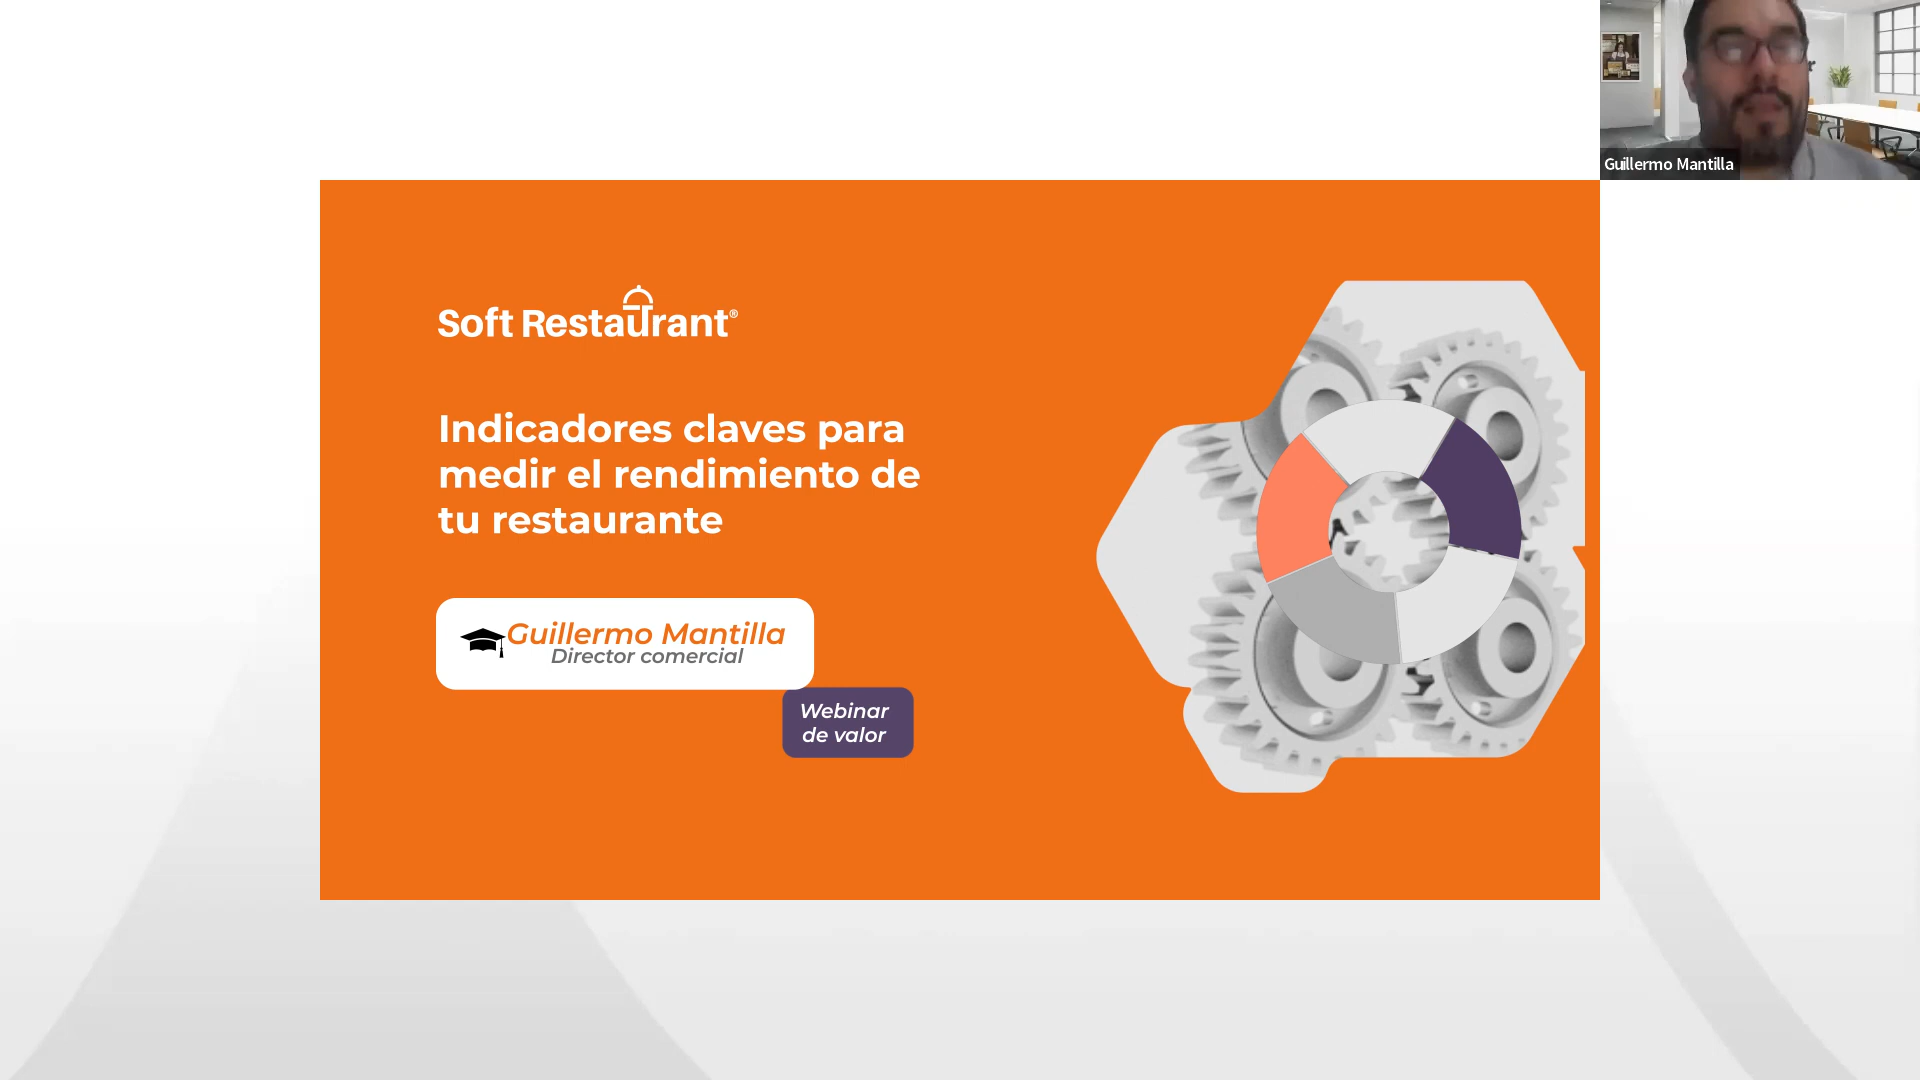 Guillermo Mantilla
Soft Restaurant®
Indicadores claves para
medir el rendimiento de
tu restaurante
Guillermo Mantilla
Director comercial
Webinar
de valor